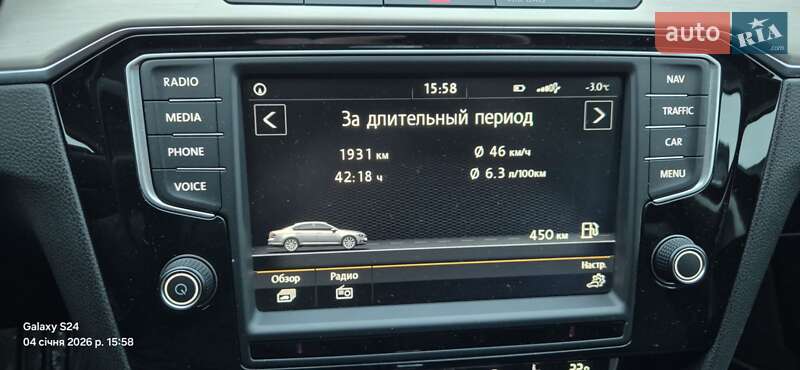 auto RIA.com
RADIO
MEDIA
PHONE
VOICE
15:58
-3.0°C
За длительный период
1931 км
Ø 46 км/ч
42:18 ч
Ø 6.3 л/100км
450 км
Обзор
Радио
Настр.
NAV
TRAFFIC
CAR
MENU
Galaxy S24
04 січня 2026 р. 15:58